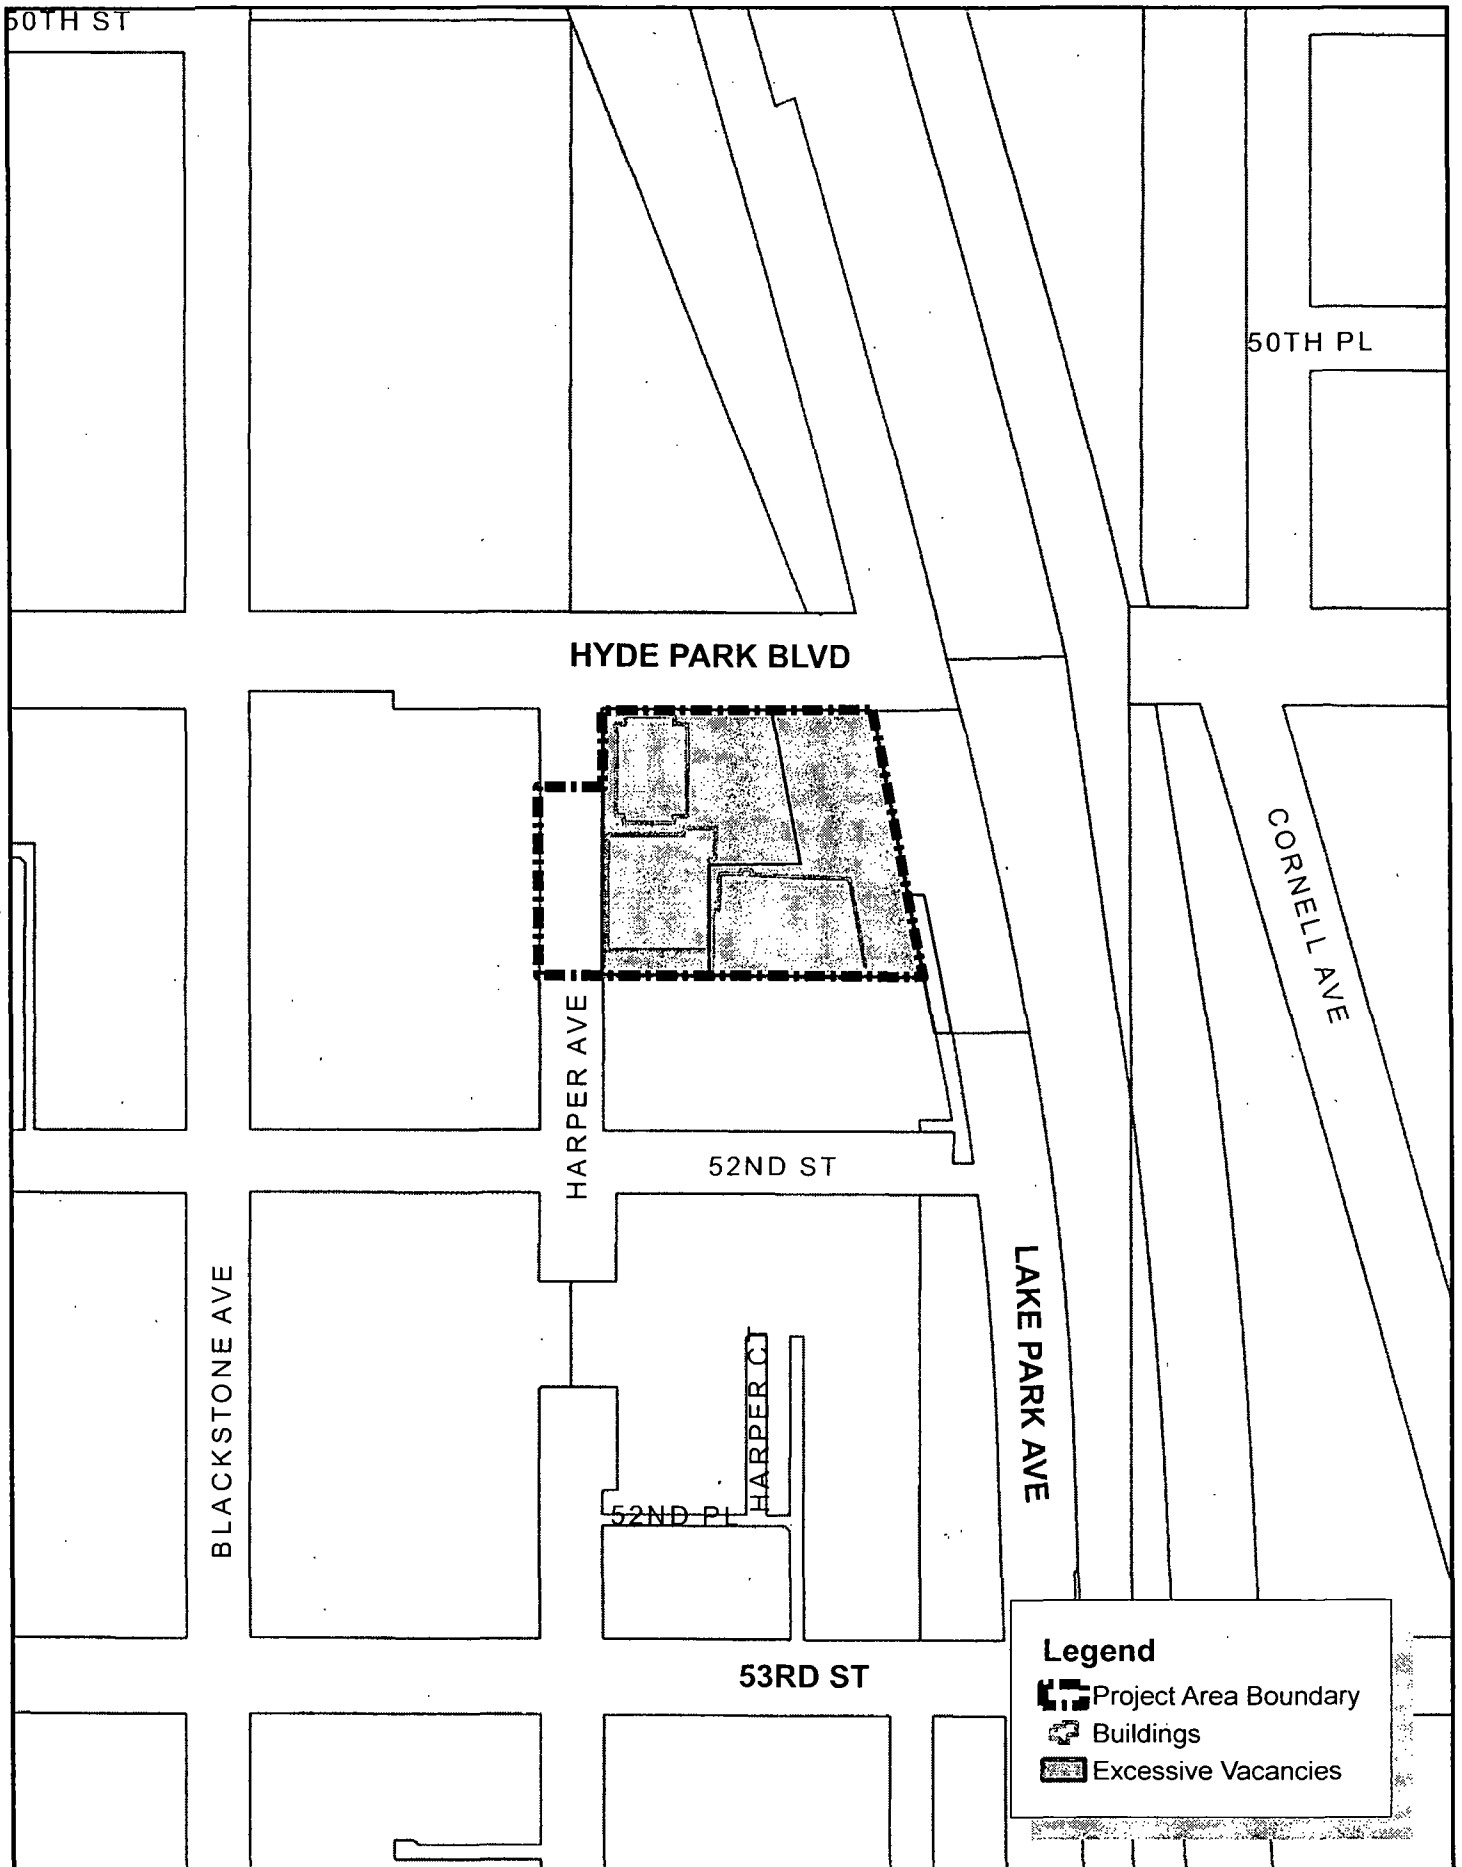 50TH ST
50TH PL
HYDE PARK BLVD
CORNELL AVE
HARPER AVE
52ND ST
LAKE PARK AVE
BLACKSTONE AVE
HARPER CT
52ND PL
53RD ST
Legend
Project Area Boundary
Buildings
Excessive Vacancies